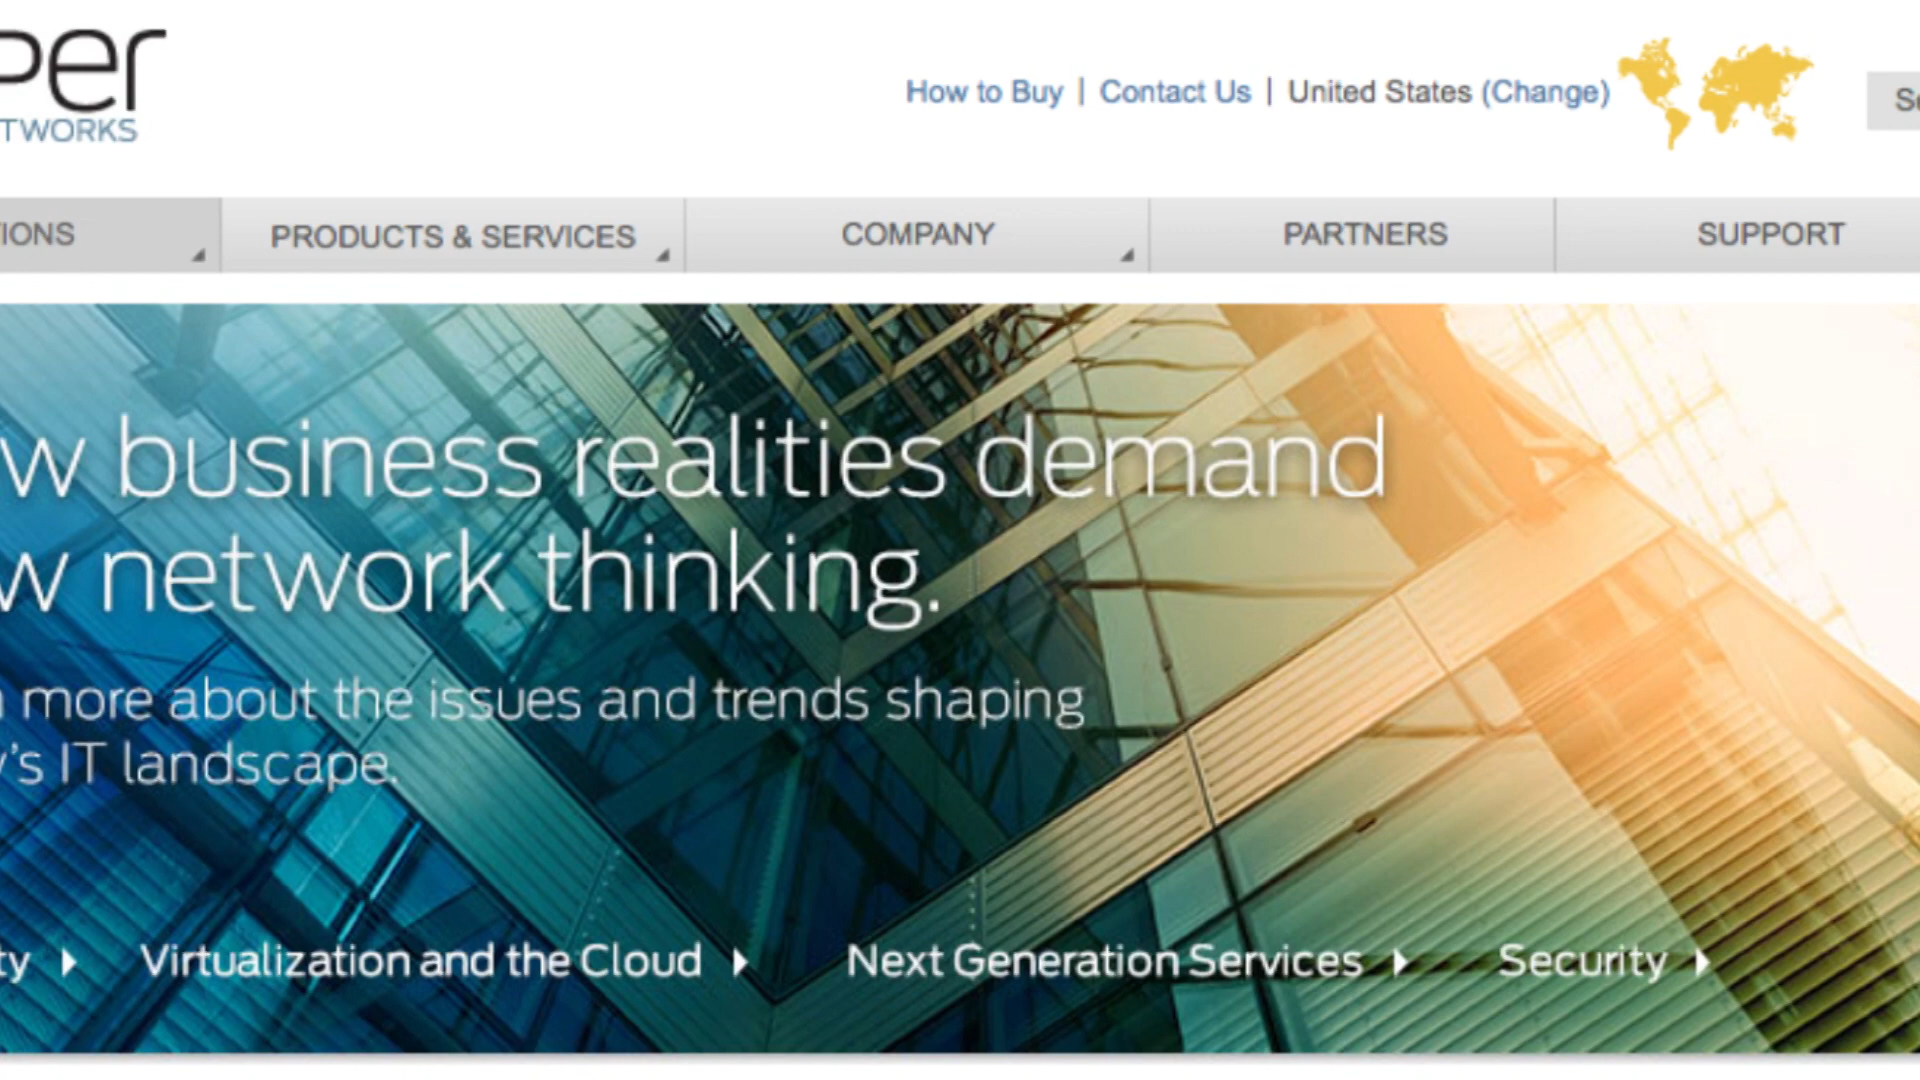 per
TWORKS
How to Buy | Contact Us | United States (Change)
IONS
PRODUCTS & SERVICES
COMPANY
PARTNERS
SUPPORT
w business realities demand
w network thinking.
more about the issues and trends shaping
y's IT landscape.
ty
Virtualization and the Cloud
Next Generation Services
Security